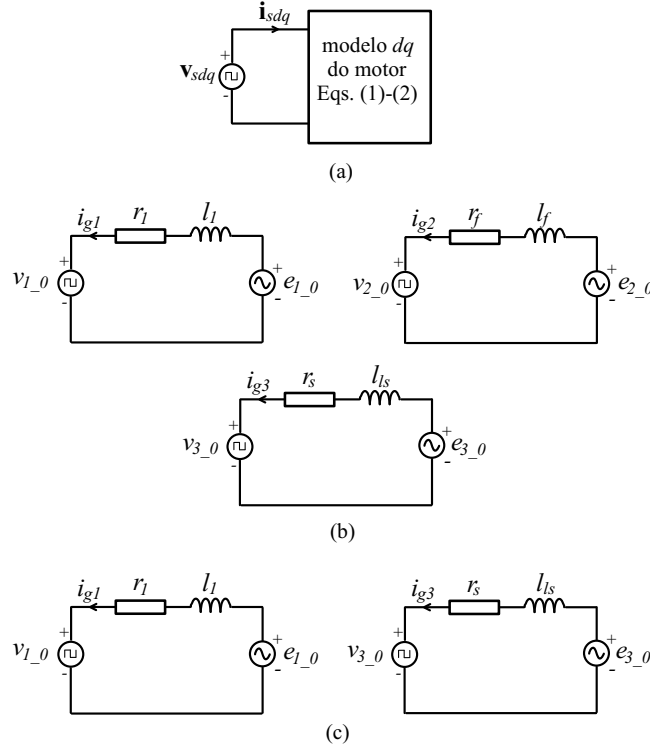 i_sdq
+
v_sdq
-
modelo dq
do motor
Eqs. (1)-(2)
(a)
i_g1 r_1 l_1
+ +
v_1_0 e_1_0
- -
i_g2 r_f l_f
+ +
v_2_0 e_2_0
- -
i_g3 r_s l_ls
+ +
v_3_0 e_3_0
- -
(b)
i_g1 r_1 l_1
+ +
v_1_0 e_1_0
- -
i_g3 r_s l_ls
+ +
v_3_0 e_3_0
- -
(c)